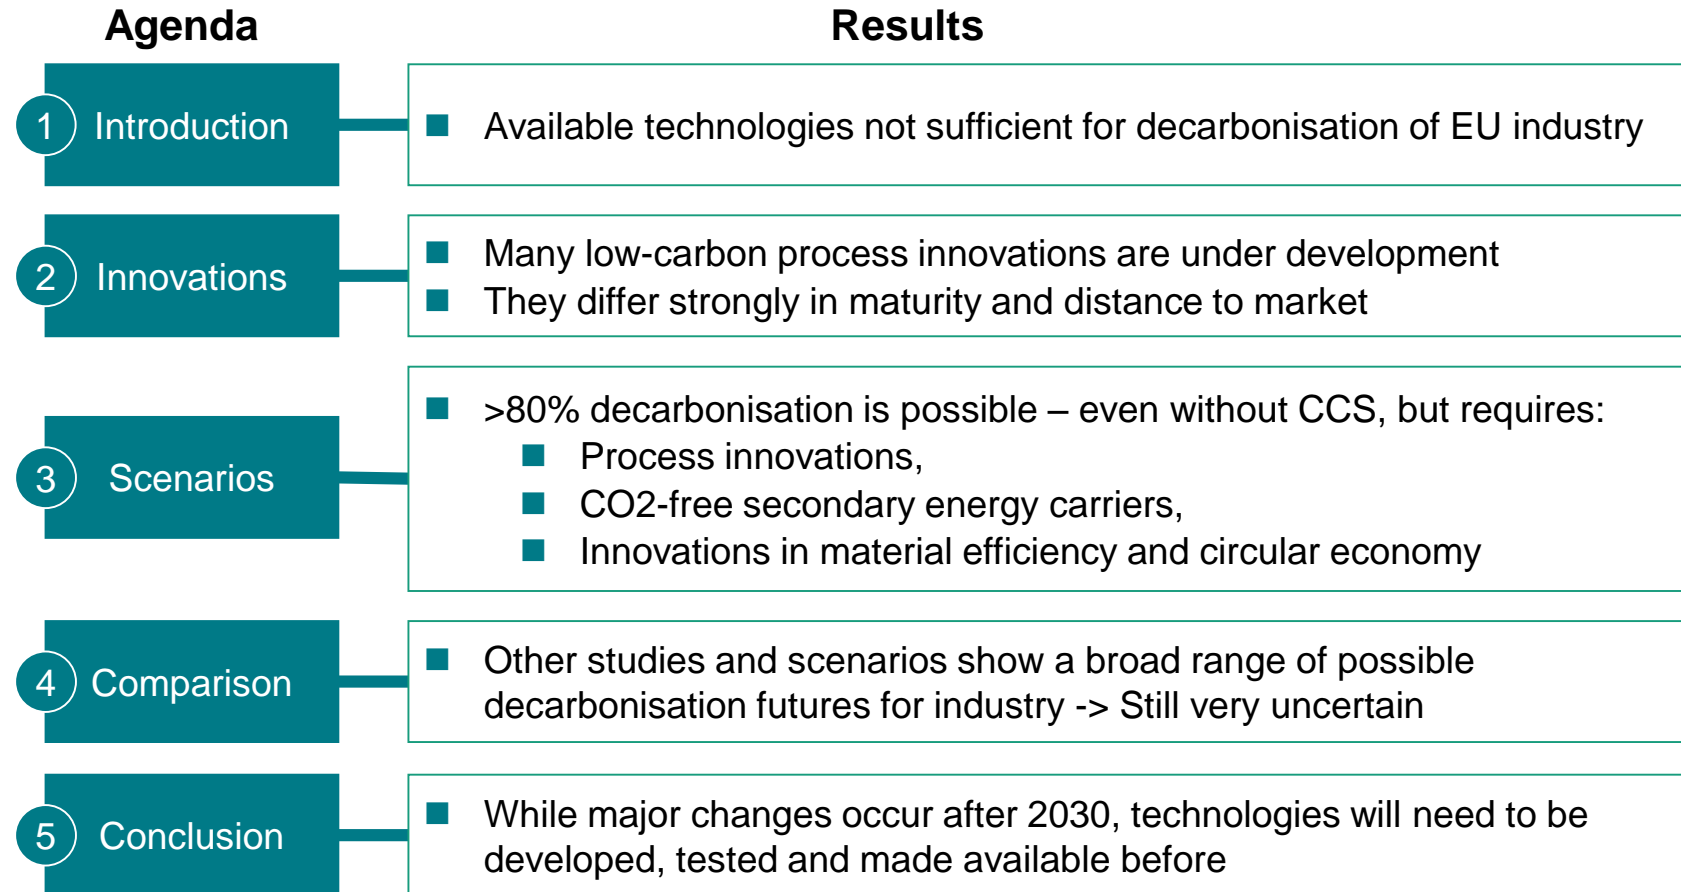 Agenda
Results
1 Introduction
■ Available technologies not sufficient for decarbonisation of EU industry
2 Innovations
■ Many low-carbon process innovations are under development
■ They differ strongly in maturity and distance to market
3 Scenarios
■ >80% decarbonisation is possible – even without CCS, but requires:
■ Process innovations,
■ CO2-free secondary energy carriers,
■ Innovations in material efficiency and circular economy
4 Comparison
■ Other studies and scenarios show a broad range of possible
decarbonisation futures for industry -> Still very uncertain
5 Conclusion
■ While major changes occur after 2030, technologies will need to be
developed, tested and made available before